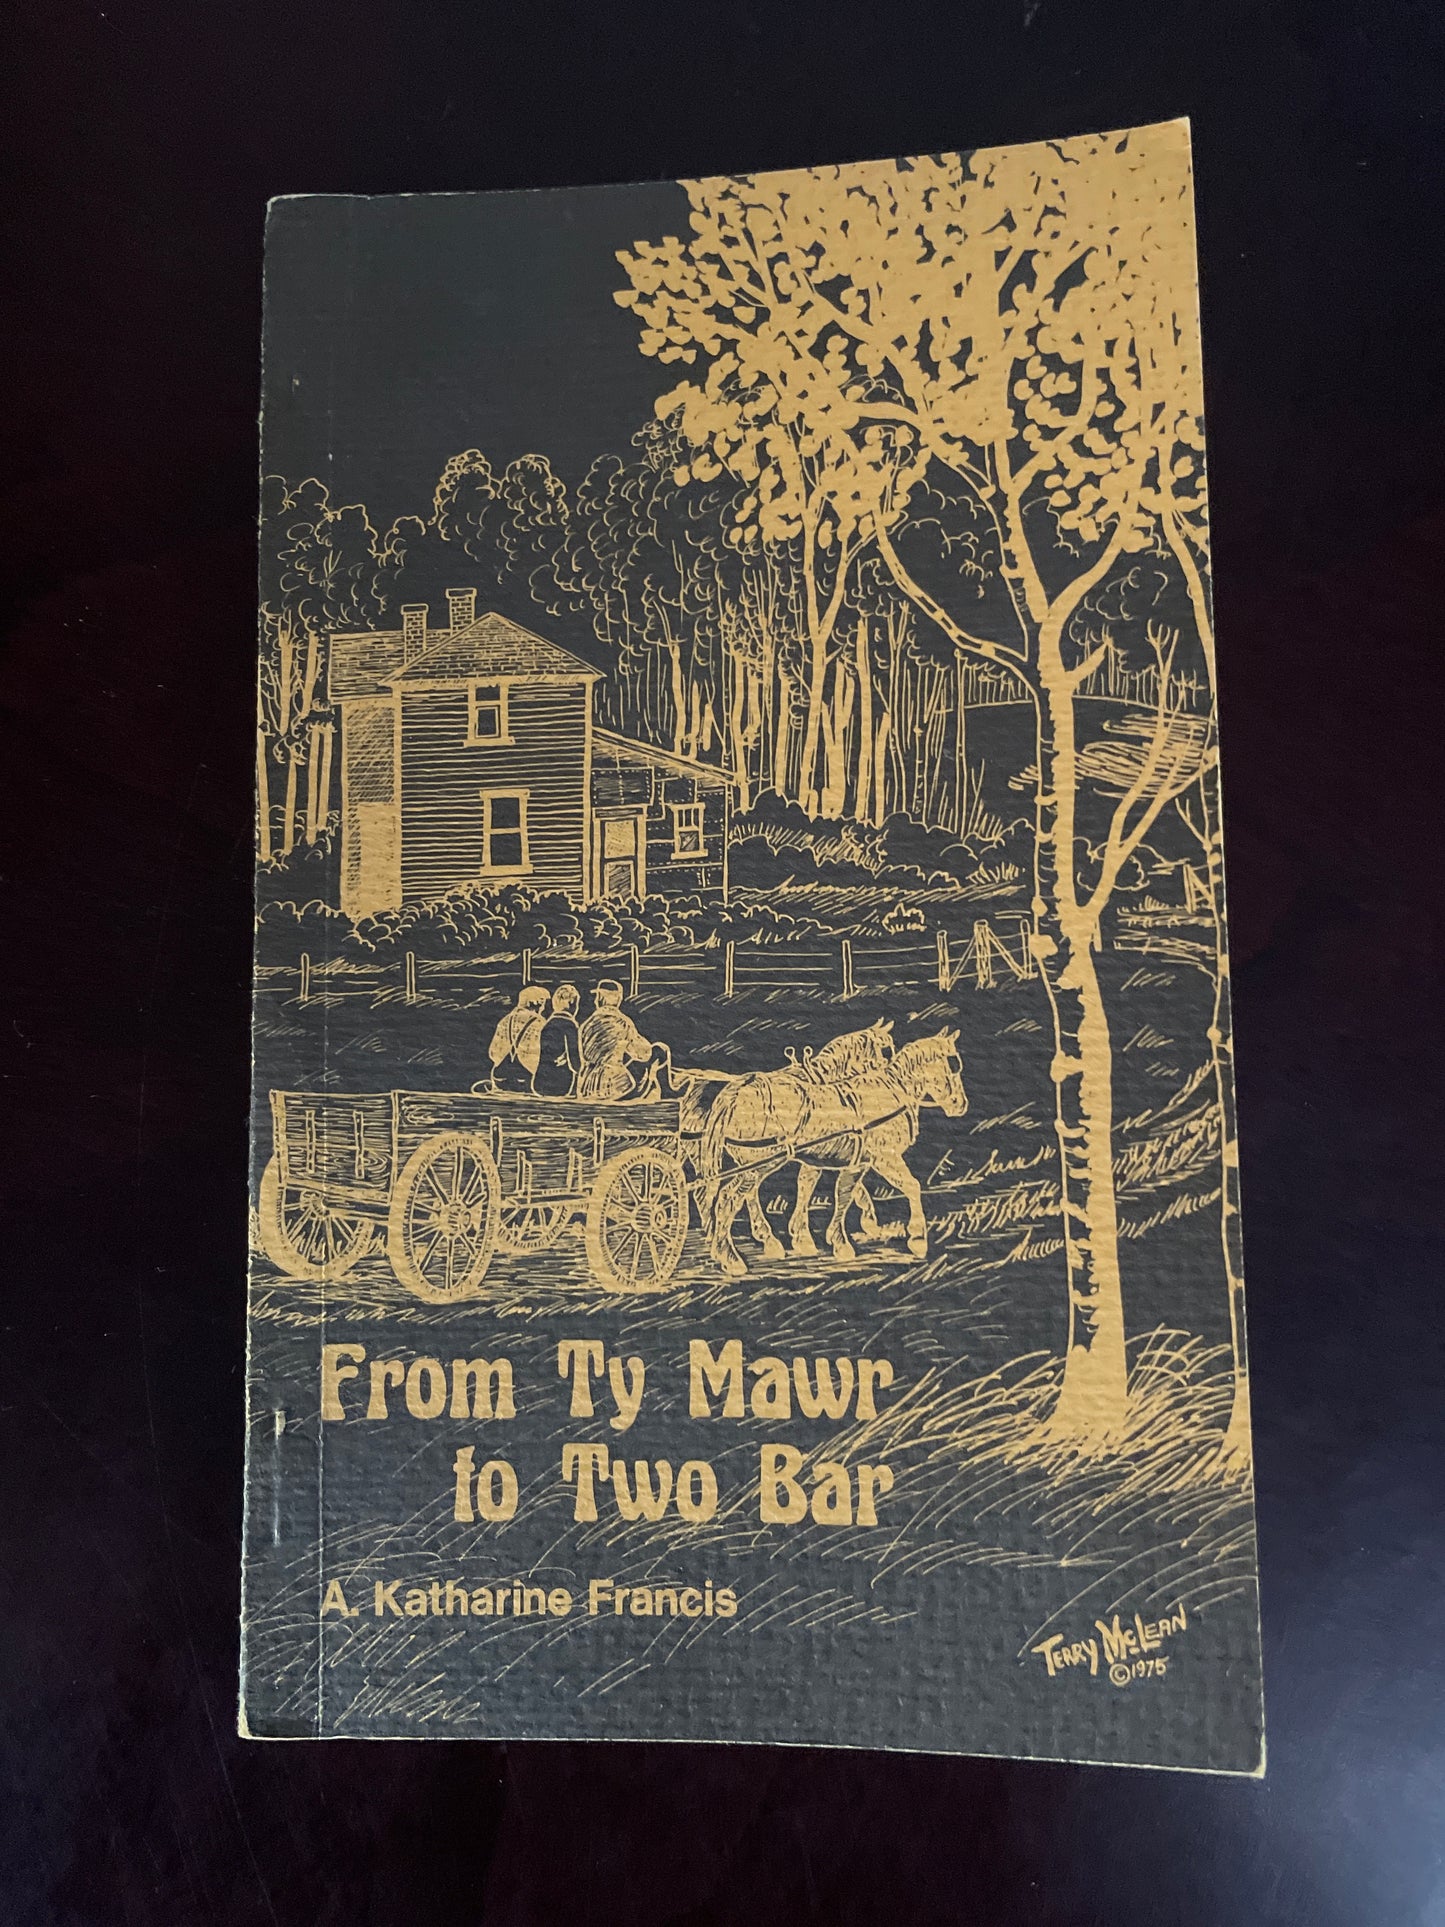 From Ty Mawr
to Two Bar
A. Katharine Francis
TERRY McLEAN
©1975